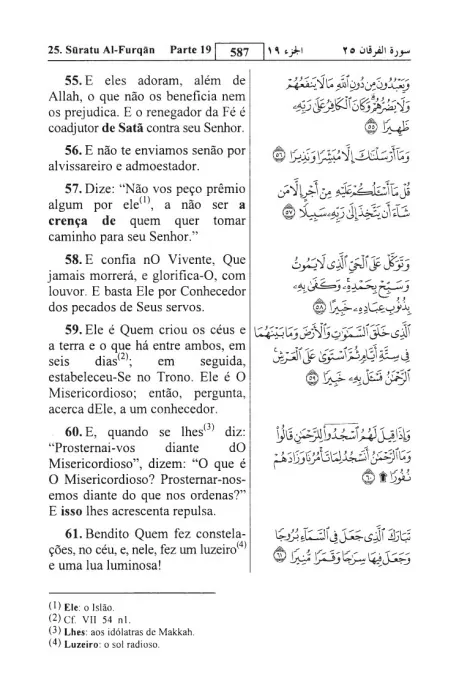 25. Sūratu Al-Furqān Parte 19 587 الجزء ١٩ سورة الفرقان ٢٥
55. E eles adoram, além de
Allah, o que não os beneficia nem
os prejudica. E o renegador da Fé é
coadjutor de Satã contra seu Senhor.
56. E não te enviamos senão por
alvissareiro e admoestador.
57. Dize: “Não vos peço prêmio
algum por ele(1), a não ser a
crença de quem quer tomar
caminho para seu Senhor.”
58. E confia nO Vivente, Que
jamais morrerá, e glorifica-O, com
louvor. E basta Ele por Conhecedor
dos pecados de Seus servos.
59. Ele é Quem criou os céus e
a terra e o que há entre ambos, em
seis dias(2); em seguida,
estabeleceu-Se no Trono. Ele é O
Misericordioso; então, pergunta,
acerca dEle, a um conhecedor.
60. E, quando se lhes(3) diz:
“Prosternai-vos diante dO
Misericordioso”, dizem: “O que é
O Misericordioso? Prosternar-nos-
emos diante do que nos ordenas?”
E isso lhes acrescenta repulsa.
61. Bendito Quem fez constela-
ções, no céu, e, nele, fez um luzeiro(4)
e uma lua luminosa!
وَيَعْبُدُونَ مِن دُونِ ٱللَّهِ مَا لَا يَنفَعُهُمْ
وَلَا يَضُرُّهُمْ وَكَانَ ٱلْكَافِرُ عَلَىٰ رَبِّهِۦ
ظَهِيرًا ٥٥
وَمَآ أَرْسَلْنَٰكَ إِلَّا مُبَشِّرًا وَنَذِيرًا ٥٦
قُلْ مَآ أَسْـَٔلُكُمْ عَلَيْهِ مِنْ أَجْرٍ إِلَّا مَن
شَآءَ أَن يَتَّخِذَ إِلَىٰ رَبِّهِۦ سَبِيلًا ٥٧
وَتَوَكَّلْ عَلَى ٱلْحَىِّ ٱلَّذِى لَا يَمُوتُ
وَسَبِّحْ بِحَمْدِهِۦ وَكَفَىٰ بِهِۦ
بِذُنُوبِ عِبَادِهِۦ خَبِيرًا ٥٨
ٱلَّذِى خَلَقَ ٱلسَّمَٰوَٰتِ وَٱلْأَرْضَ وَمَا بَيْنَهُمَا
فِى سِتَّةِ أَيَّامٍ ثُمَّ ٱسْتَوَىٰ عَلَى ٱلْعَرْشِ
ٱلرَّحْمَٰنُ فَسْـَٔلْ بِهِۦ خَبِيرًا ٥٩
وَإِذَا قِيلَ لَهُمُ ٱسْجُدُوا۟ لِلرَّحْمَٰنِ قَالُوا۟
وَمَا ٱلرَّحْمَٰنُ أَنَسْجُدُ لِمَا تَأْمُرُنَا وَزَادَهُمْ
نُفُورًا ۩ ٦٠
تَبَارَكَ ٱلَّذِى جَعَلَ فِى ٱلسَّمَآءِ بُرُوجًا
وَجَعَلَ فِيهَا سِرَٰجًا وَقَمَرًا مُّنِيرًا ٦١
(1) Ele: o Islão.
(2) Cf. VII 54 n1.
(3) Lhes: aos idólatras de Makkah.
(4) Luzeiro: o sol radioso.